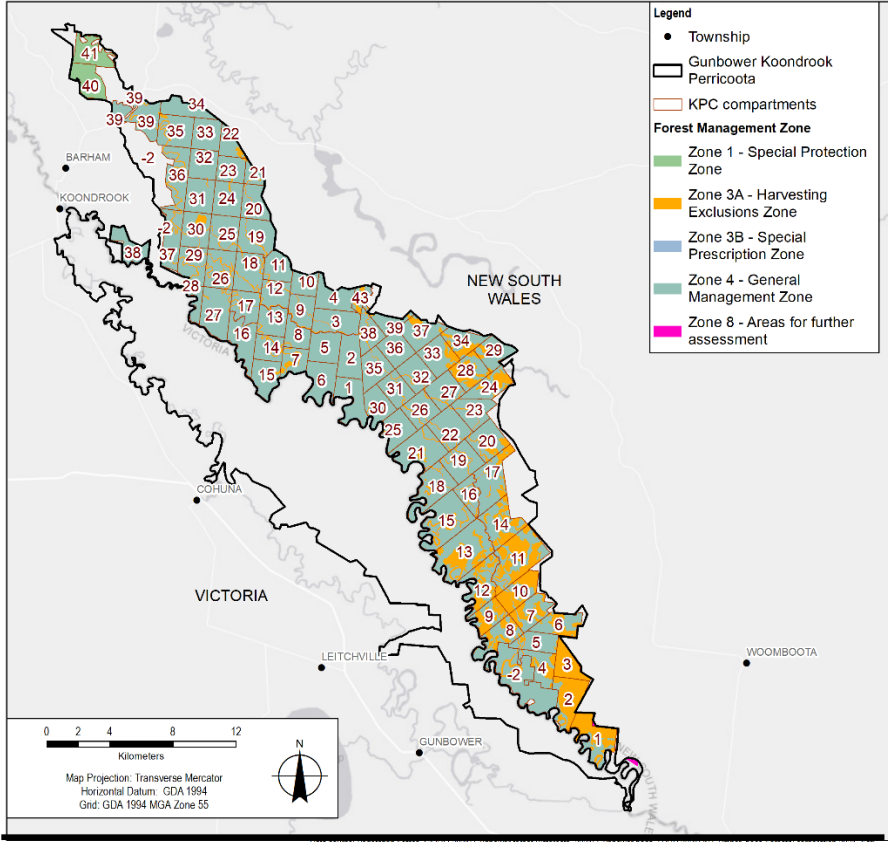 Legend
Township
Gunbower Koondrook
Perricoota
KPC compartments
Forest Management Zone
Zone 1 - Special Protection
Zone
Zone 3A - Harvesting
Exclusions Zone
Zone 3B - Special
Prescription Zone
Zone 4 - General
Management Zone
Zone 8 - Areas for further
assessment
41
40
39
34
39 39 35 33 22
BARHAM
-2 32
36 23 21
KOONDROOK
31 24 20
-2 30 25 19
38 37 29 18 11
NEW SOUTH
WALES
28 26 12 10
27 17 9 4 43
16 13 3 38 39 37
VICTORIA
14 8 5 2 36 33 34 29
15 7 35 32 28
6 1 31 27 24
30 26 23
25 22 20
21 19 17
18 16
COHUNA
15 14
13 11
12 10
VICTORIA
9 7 6
8 5
LEITCHVILLE
-2 4 3
WOOMBOOTA
2
1
GUNBOWER
NEW SOUTH WALES
0 2 4 8 12
Kilometers
N
Map Projection: Transverse Mercator
Horizontal Datum: GDA 1994
Grid: GDA 1994 MGA Zone 55